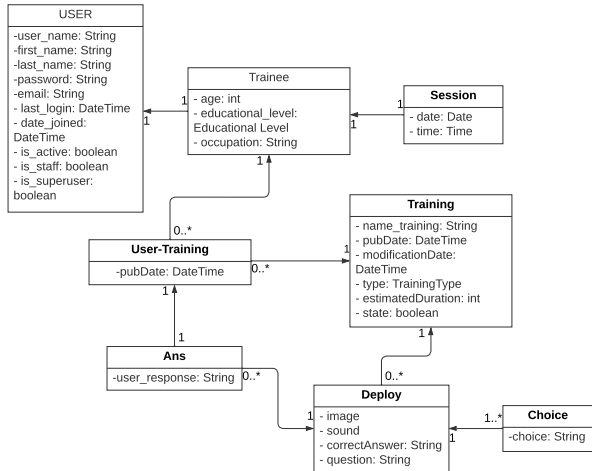 USER
-user_name: String
-first_name: String
-last_name: String
-password: String
-email: String
- last_login: DateTime
- date_joined:
DateTime
- is_active: boolean
- is_staff: boolean
- is_superuser:
boolean
1
1
Trainee
- age: int
- educational_level:
Educational Level
- occupation: String
1
1
Session
- date: Date
- time: Time
1
0..*
User-Training
-pubDate: DateTime
0..*
1
Training
- name_training: String
- pubDate: DateTime
- modificationDate:
DateTime
- type: TrainingType
- estimatedDuration: int
- state: boolean
1
1
Ans
-user_response: String
0..*
1
1
0..*
Deploy
- image
- sound
- correctAnswer: String
- question: String
1
1..*
Choice
-choice: String